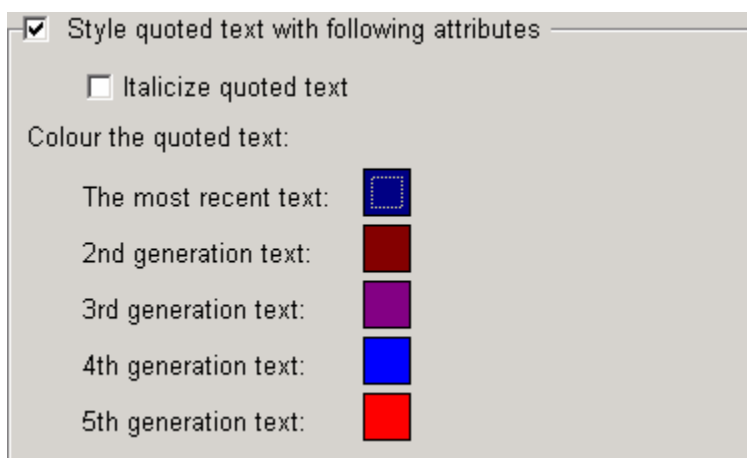 Style quoted text with following attributes
Italicize quoted text
Colour the quoted text:
The most recent text:
2nd generation text:
3rd generation text:
4th generation text:
5th generation text: